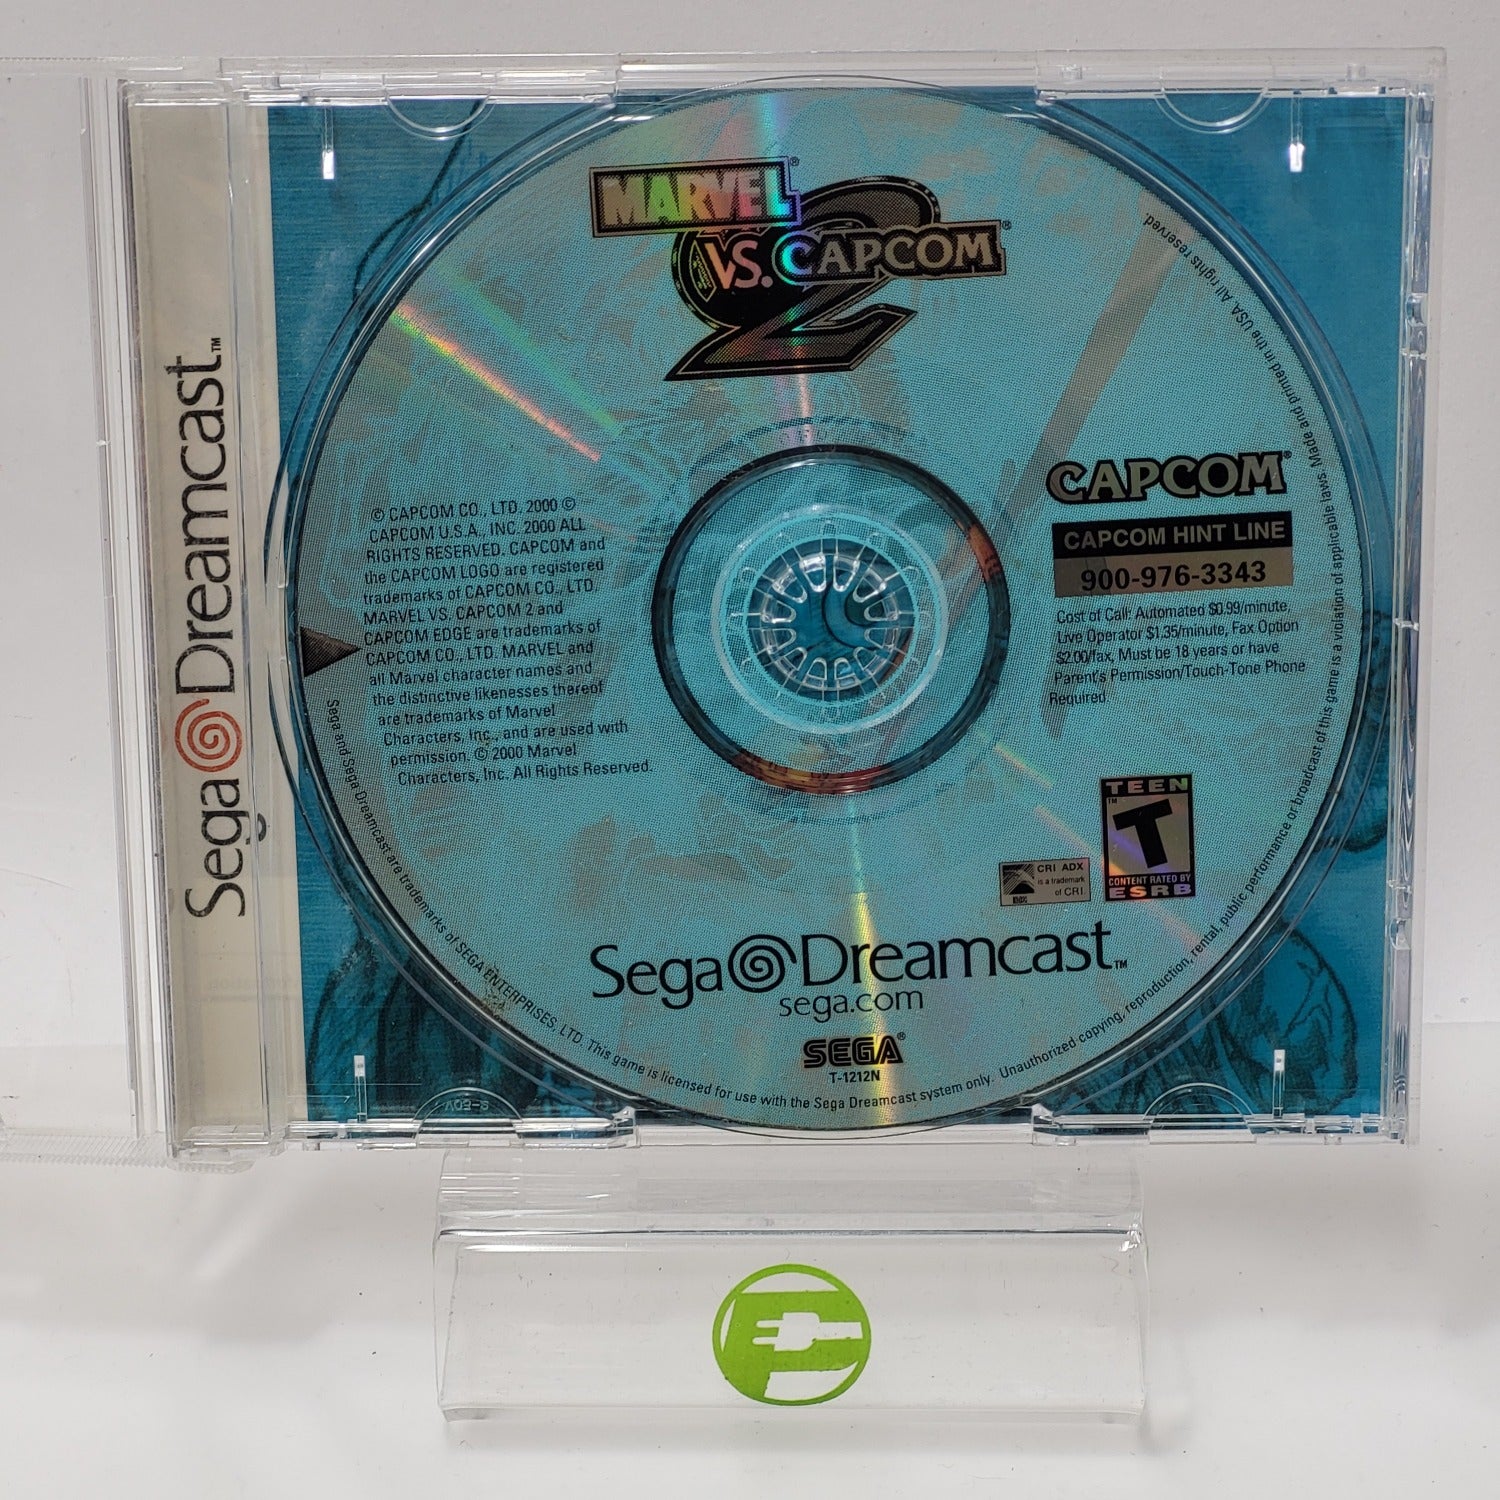 Sega Dreamcast™
MARVEL®
VS. CAPCOM®
2
© CAPCOM CO., LTD. 2000 ©
CAPCOM U.S.A., INC. 2000 ALL
RIGHTS RESERVED. CAPCOM and
the CAPCOM LOGO are registered
trademarks of CAPCOM CO., LTD.
MARVEL VS. CAPCOM 2 and
CAPCOM EDGE are trademarks of
CAPCOM CO., LTD. MARVEL and
all Marvel character names and
the distinctive likenesses thereof
are trademarks of Marvel
Characters, Inc., and are used with
permission. © 2000 Marvel
Characters, Inc. All Rights Reserved.
CAPCOM®
CAPCOM HINT LINE
900-976-3343
Cost of Call: Automated $0.99/minute,
Live Operator $1.35/minute, Fax Option
$2.00/fax, Must be 18 years or have
Parent's Permission/Touch-Tone Phone
Required.
TEEN
T™
CONTENT RATED BY
ESRB
CRI ADX
is a trademark
of CRI.
Sega Dreamcast™
sega.com
SEGA®
T-1212N
Sega and Sega Dreamcast are trademarks of SEGA ENTERPRISES, LTD. This game is licensed for use with the Sega Dreamcast system only. Unauthorized copying, reproduction, rental, public performance or broadcast of this game is a violation of applicable laws. Made and printed in the USA. All rights reserved.